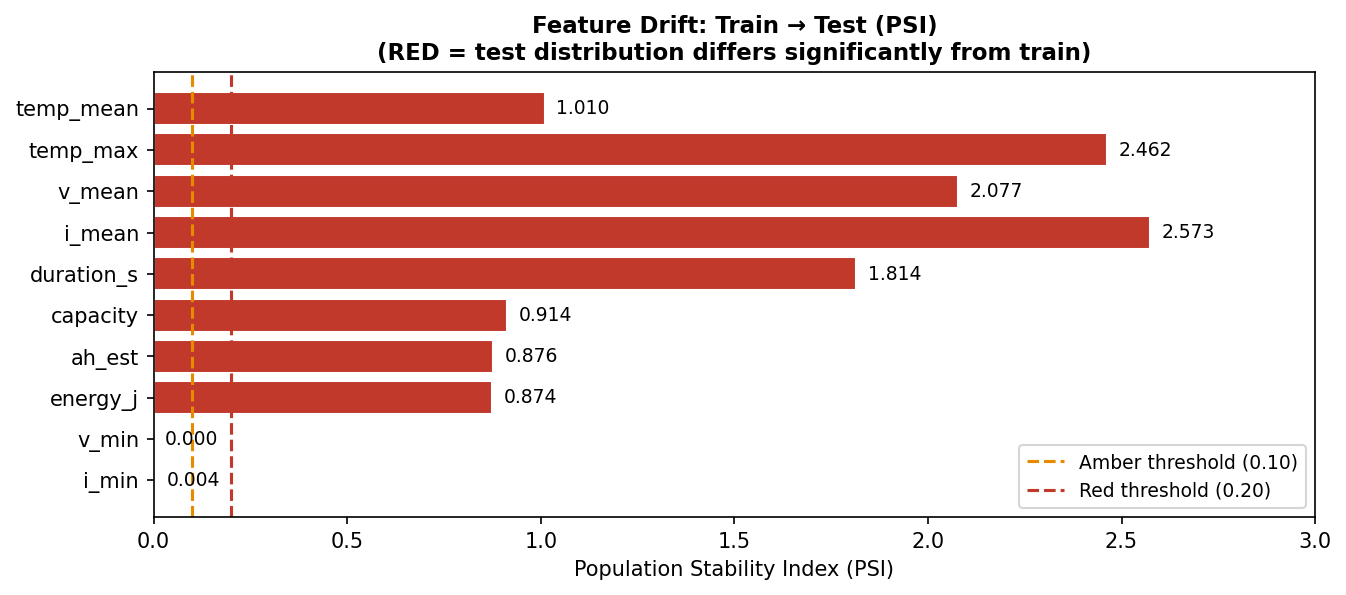 Feature Drift: Train → Test (PSI)
(RED = test distribution differs significantly from train)
temp_mean 1.010
temp_max 2.462
v_mean 2.077
i_mean 2.573
duration_s 1.814
capacity 0.914
ah_est 0.876
energy_j 0.874
v_min 0.000
i_min 0.004
Amber threshold (0.10)
Red threshold (0.20)
0.0 0.5 1.0 1.5 2.0 2.5 3.0
Population Stability Index (PSI)